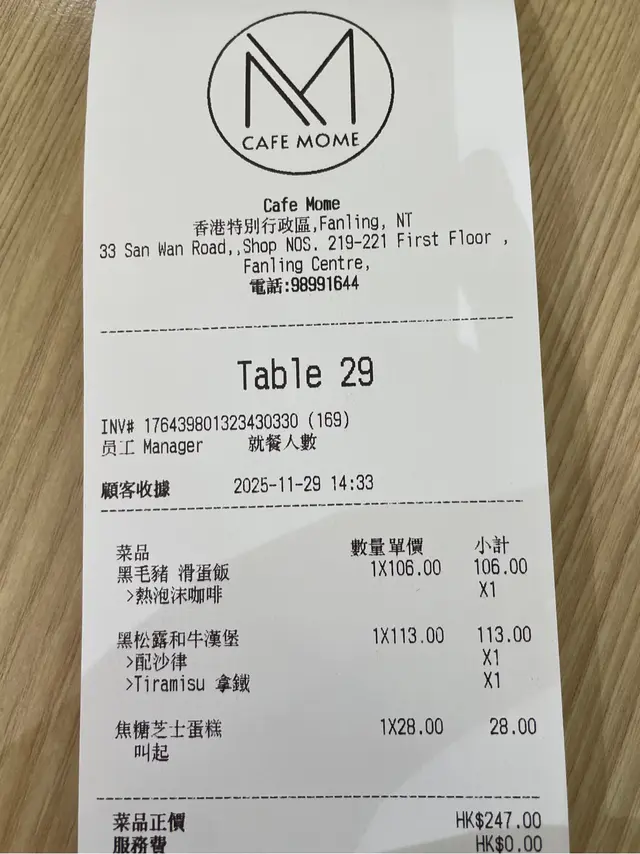 CAFE MOME
Cafe Mome
香港特別行政區,Fanling, NT
33 San Wan Road,,Shop NOS. 219-221 First Floor ,
Fanling Centre,
電話:98991644
Table 29
INV# 176439801323430330 (169)
员工 Manager 就餐人數
顧客收據 2025-11-29 14:33
菜品 數量單價 小計
黑毛豬 滑蛋飯 1X106.00 106.00
>熱泡沫咖啡 X1
黑松露和牛漢堡 1X113.00 113.00
>配沙律 X1
>Tiramisu 拿鐵 X1
焦糖芝士蛋糕 1X28.00 28.00
叫起
菜品正價 HK$247.00
服務費 HK$0.00